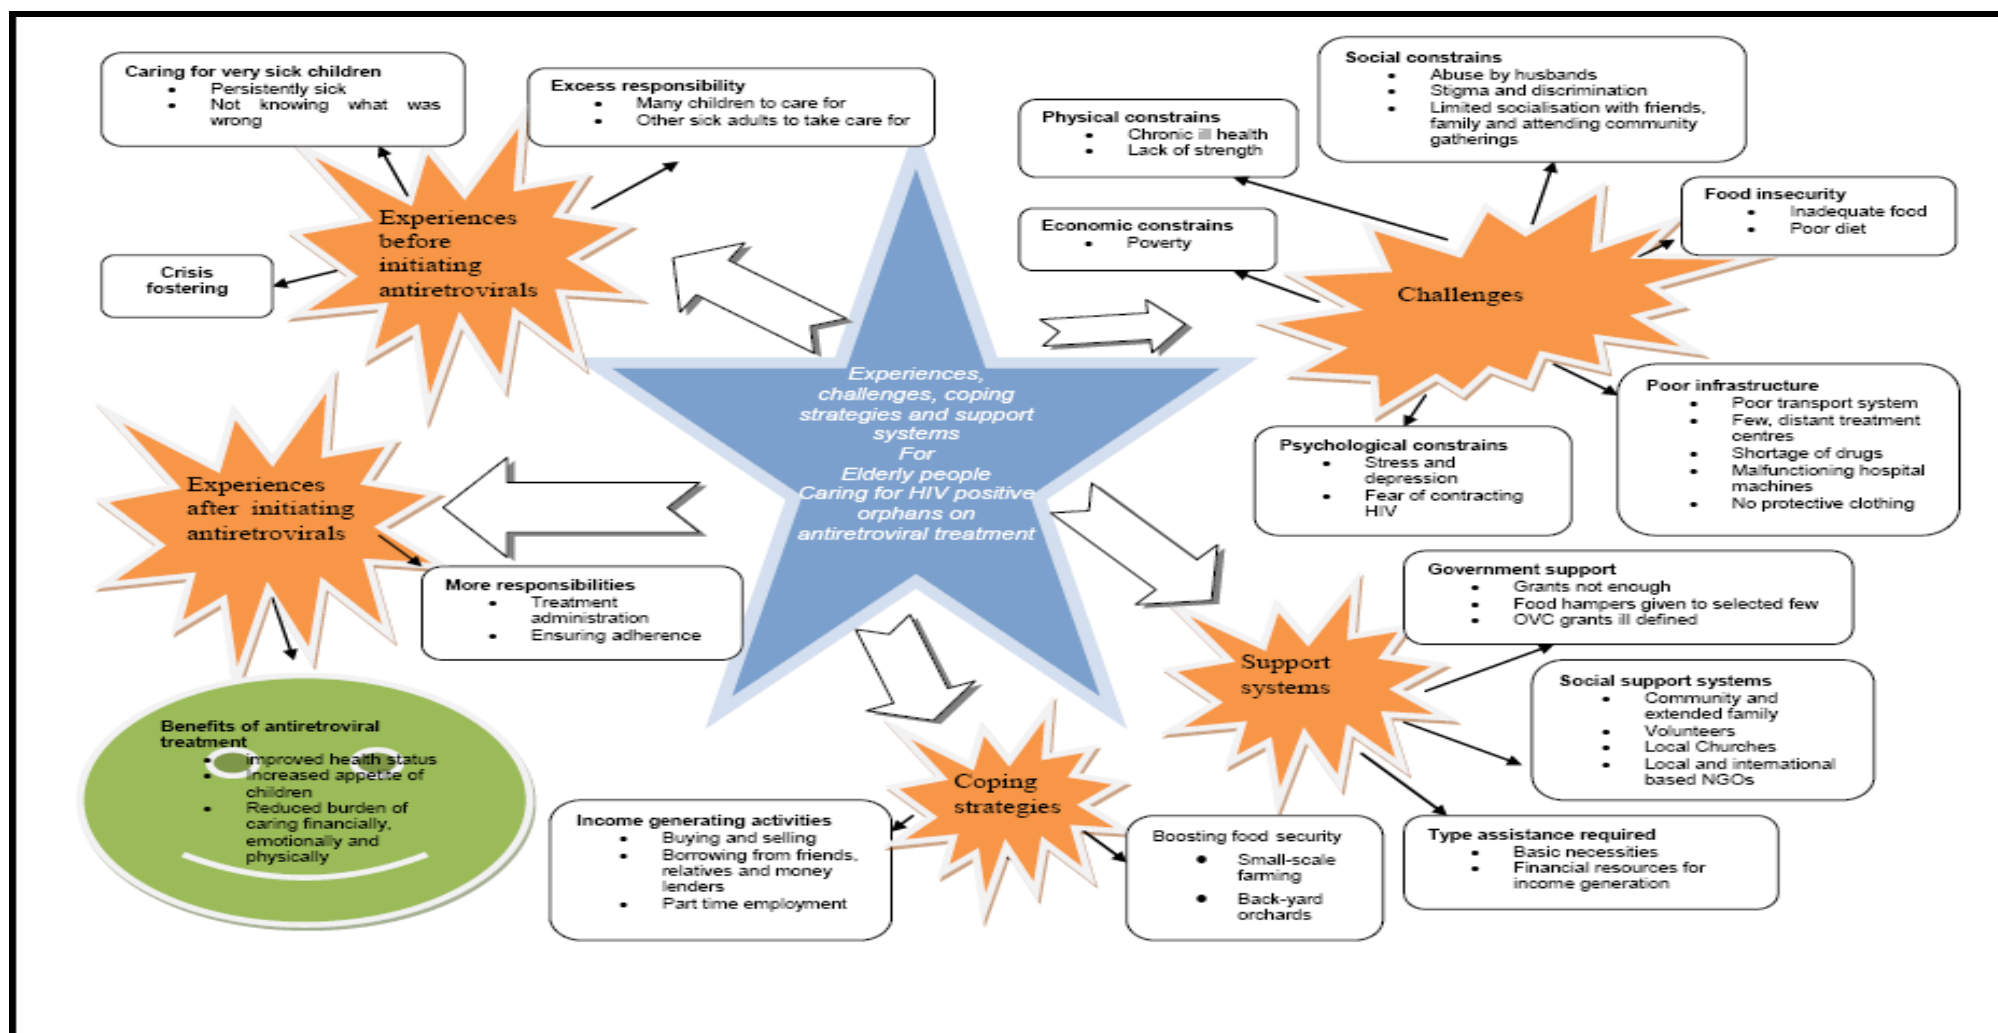 Caring for very sick children
• Persistently sick
• Not knowing what was
wrong
Excess responsibility
• Many children to care for
• Other sick adults to take care for
Experiences
before
initiating
antiretrovirals
Crisis
fostering
Physical constrains
• Chronic ill health
• Lack of strength
Social constrains
• Abuse by husbands
• Stigma and discrimination
• Limited socialisation with friends,
family and attending community
gatherings
Economic constrains
• Poverty
Food insecurity
• Inadequate food
• Poor diet
Challenges
Poor infrastructure
• Poor transport system
• Few, distant treatment
centres
• Shortage of drugs
• Malfunctioning hospital
machines
• No protective clothing
Psychological constrains
• Stress and
depression
• Fear of contracting
HIV
Experiences,
challenges, coping
strategies and support
systems
For
Elderly people
Caring for HIV positive
orphans on
antiretroviral treatment
Experiences
after initiating
antiretrovirals
More responsibilities
• Treatment
administration
• Ensuring adherence
Benefits of antiretroviral
treatment
• improved health status
• Increased appetite of
children
• Reduced burden of
caring financially,
emotionally and
physically
Coping
strategies
Income generating activities
• Buying and selling
• Borrowing from friends,
relatives and money
lenders
• Part time employment
Boosting food security
• Small-scale
farming
• Back-yard
orchards
Support
systems
Government support
• Grants not enough
• Food hampers given to selected few
• OVC grants ill defined
Social support systems
• Community and
extended family
• Volunteers
• Local Churches
• Local and international
based NGOs
Type assistance required
• Basic necessities
• Financial resources for
income generation